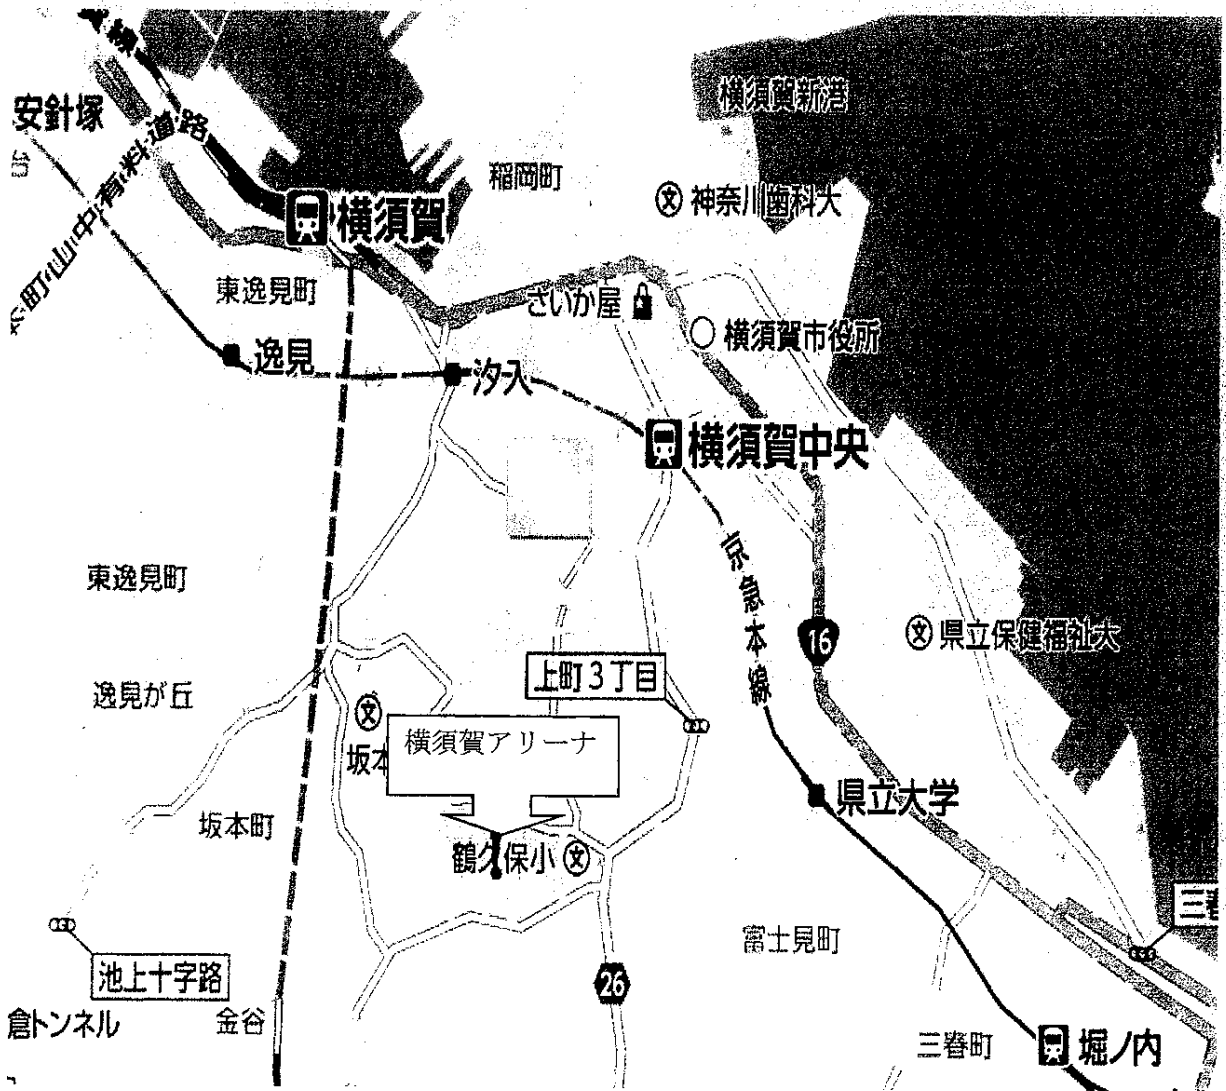 安針塚
横須賀新港
稲岡町
神奈川歯科大
横須賀
東逸見町
さいか屋
横須賀市役所
逸見
汐入
横須賀中央
京急本線
東逸見町
16
県立保健福祉大
上町3丁目
逸見が丘
横須賀アリーナ
坂本
県立大学
坂本町
鶴久保小
富士見町
池上十字路
26
倉トンネル
金谷
三春町
堀ノ内